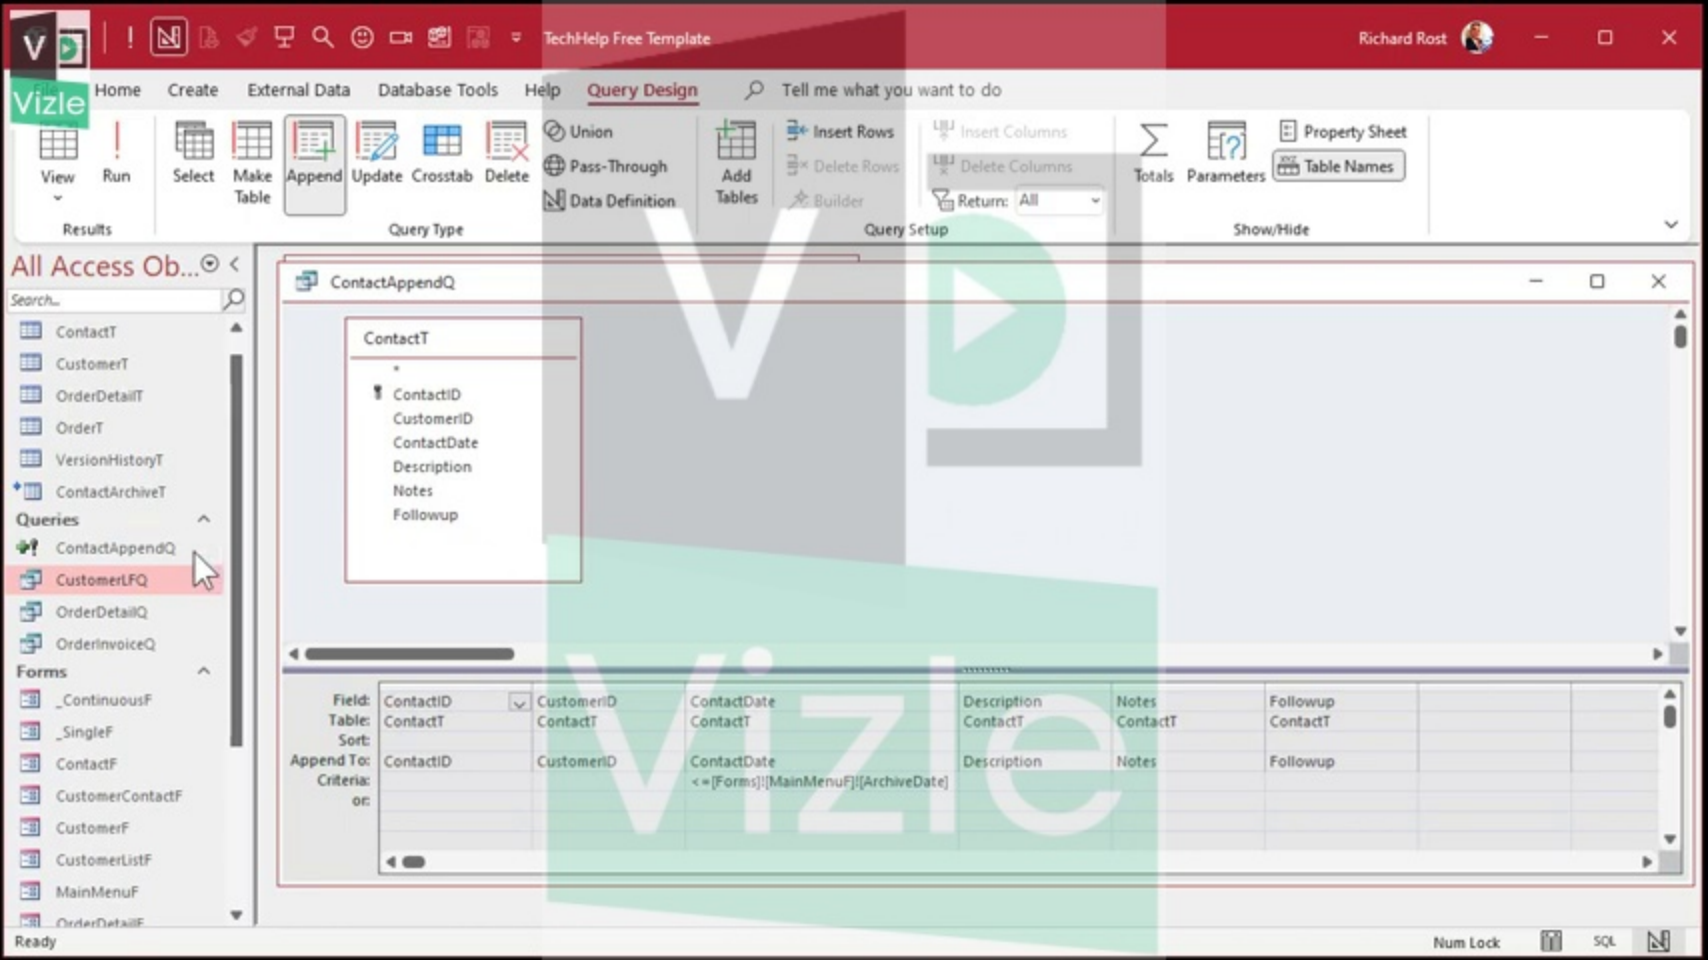 TechHelp Free Template
Richard Rost
V
Vizle
Home Create External Data Database Tools Help Query Design Tell me what you want to do
View
Run
Select
Make
Table
Append
Update
Crosstab
Delete
Union
Pass-Through
Data Definition
Add
Tables
Insert Rows
Delete Rows
Builder
Insert Columns
Delete Columns
Return: All
Totals
Parameters
Property Sheet
Table Names
Results
Query Type
Query Setup
Show/Hide
All Access Ob...
Search...
ContactT
CustomerT
OrderDetailT
OrderT
VersionHistoryT
ContactArchiveT
Queries
ContactAppendQ
CustomerLFQ
OrderDetailQ
OrderInvoiceQ
Forms
_ContinuousF
_SingleF
ContactF
CustomerContactF
CustomerF
CustomerListF
MainMenuF
OrderDetailF
ContactAppendQ
ContactT
*
ContactID
CustomerID
ContactDate
Description
Notes
Followup
V
Vizle
Field: ContactID CustomerID ContactDate Description Notes Followup
Table: ContactT ContactT ContactT ContactT ContactT ContactT
Sort:
Append To: ContactID CustomerID ContactDate Description Notes Followup
Criteria: <=[Forms]![MainMenuF]![ArchiveDate]
or:
Ready
Num Lock
SQL